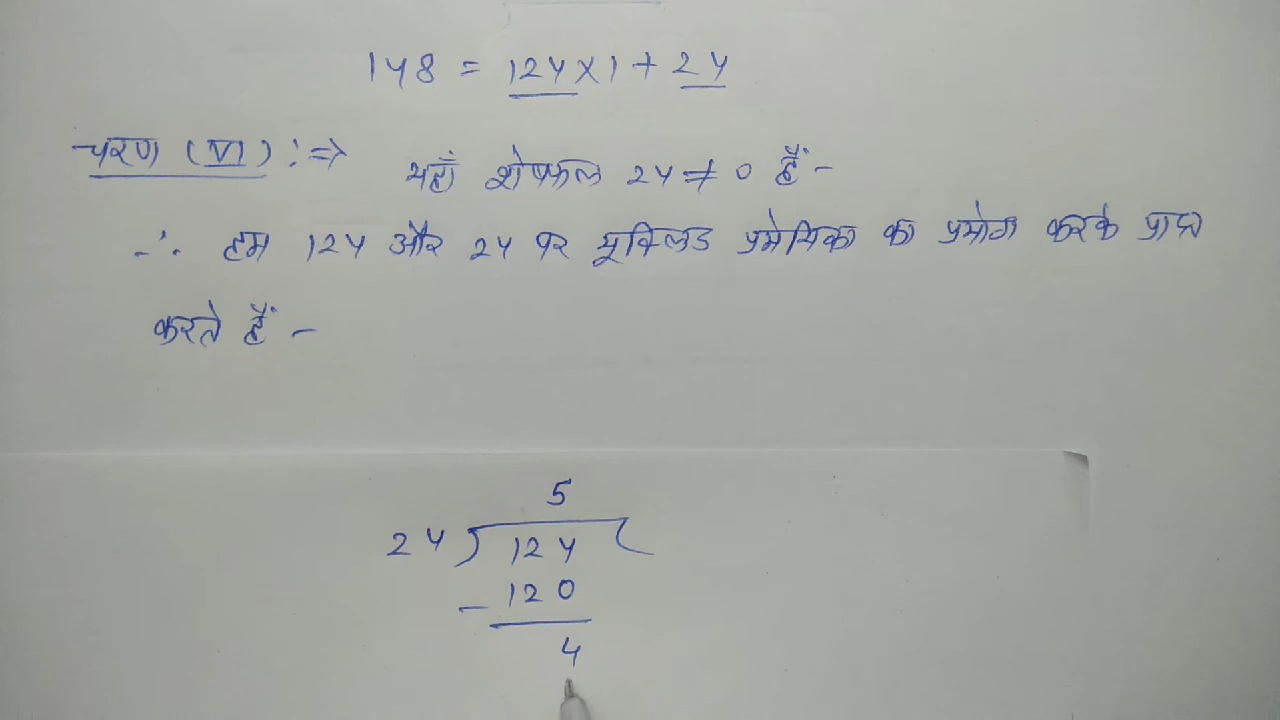 148 = 124 × 1 + 24
चरण (VI) :⇒ यहाँ शेषफल 24 ≠ 0 हैं -
∴ हम 124 और 24 पर यूक्लिड प्रमेयिका का प्रयोग करके प्राप्त
करते हैं -
5
24 ) 124 (
- 120
4